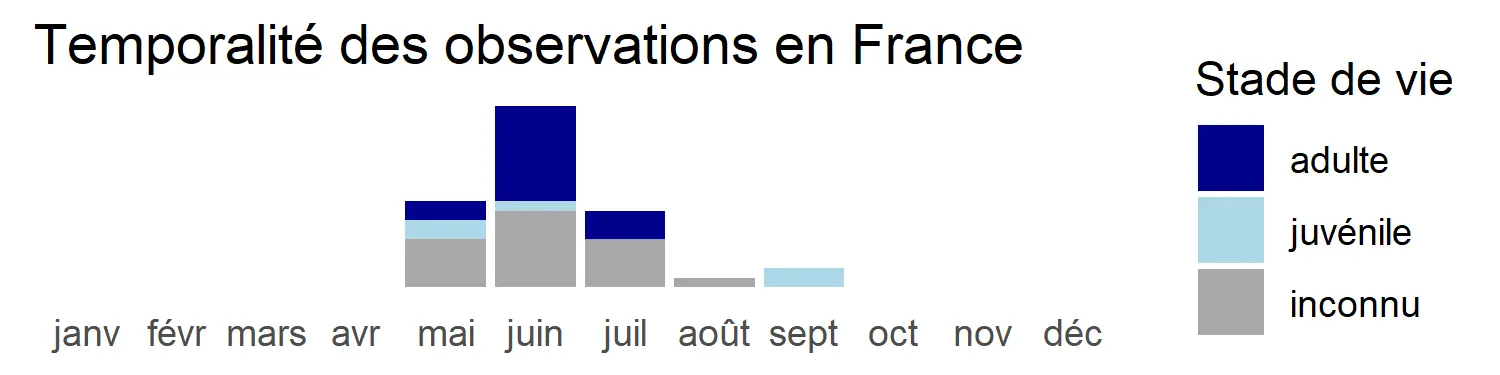 Temporalité des observations en France
Stade de vie
adulte
juvénile
inconnu
janv févr mars avr mai juin juil août sept oct nov déc